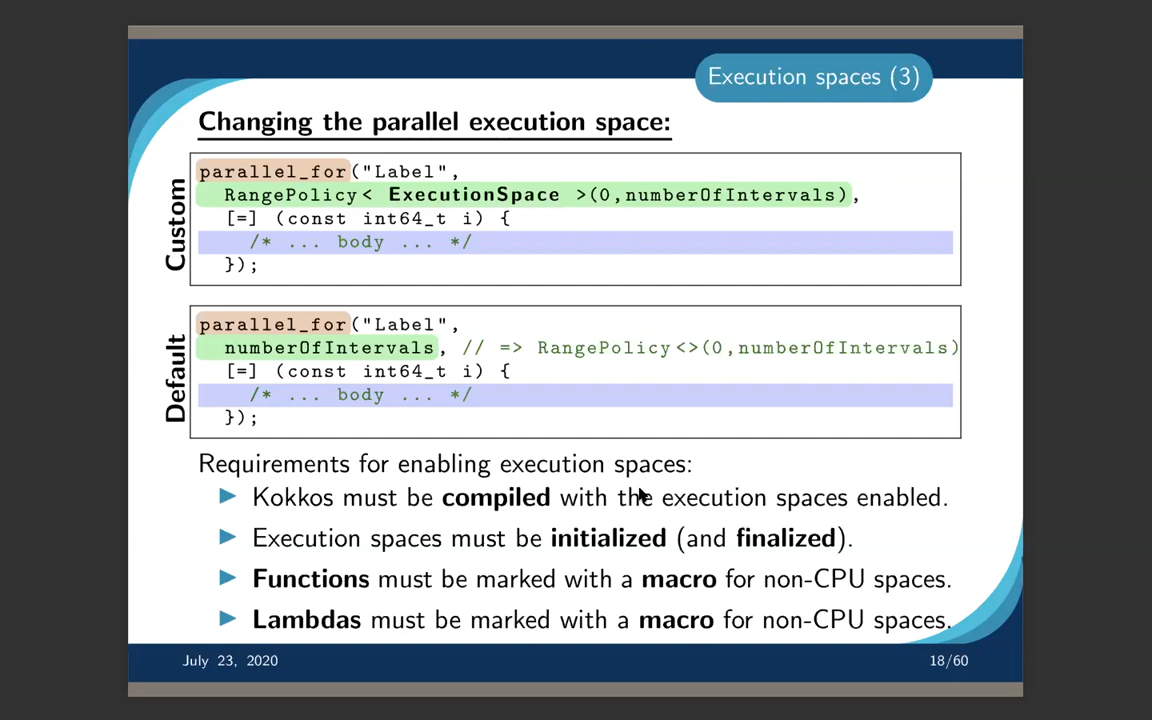 Execution spaces (3)
Changing the parallel execution space:
Custom
parallel_for("Label",
RangePolicy< ExecutionSpace >(0,numberOfIntervals),
[=] (const int64_t i) {
/* ... body ... */
});
Default
parallel_for("Label",
numberOfIntervals, // => RangePolicy<>(0,numberOfIntervals)
[=] (const int64_t i) {
/* ... body ... */
});
Requirements for enabling execution spaces:
Kokkos must be compiled with the execution spaces enabled.
Execution spaces must be initialized (and finalized).
Functions must be marked with a macro for non-CPU spaces.
Lambdas must be marked with a macro for non-CPU spaces.
July 23, 2020
18/60